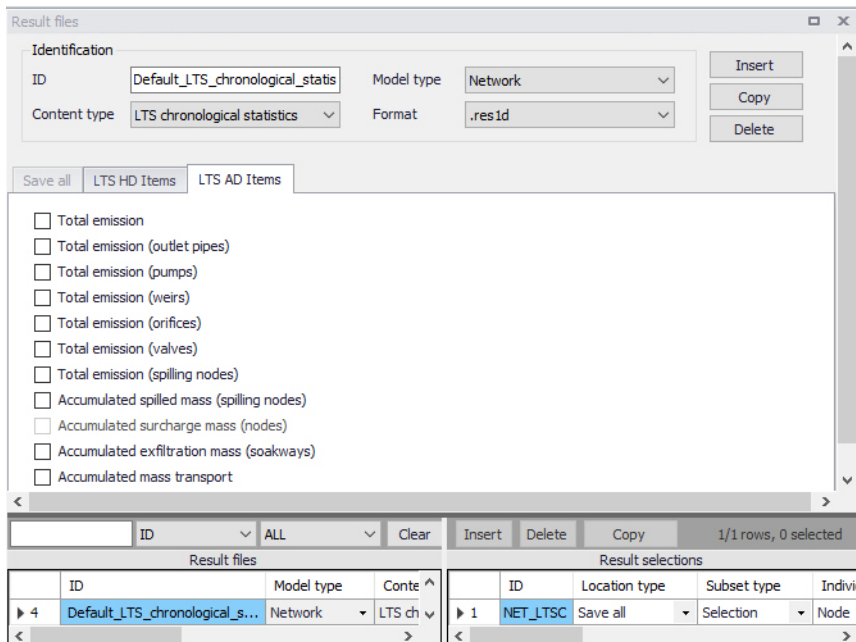 Result files
Identification
ID Default_LTS_chronological_statis Model type Network Insert
Content type LTS chronological statistics Format .res1d Copy
Delete
Save all LTS HD Items LTS AD Items
Total emission
Total emission (outlet pipes)
Total emission (pumps)
Total emission (weirs)
Total emission (orifices)
Total emission (valves)
Total emission (spilling nodes)
Accumulated spilled mass (spilling nodes)
Accumulated surcharge mass (nodes)
Accumulated exfiltration mass (soakways)
Accumulated mass transport
ID ALL Clear Insert Delete Copy 1/1 rows, 0 selected
Result files Result selections
ID Model type Conte ID Location type Subset type Indivi
4 Default_LTS_chronological_s... Network LTS ch 1 NET_LTSC Save all Selection Node